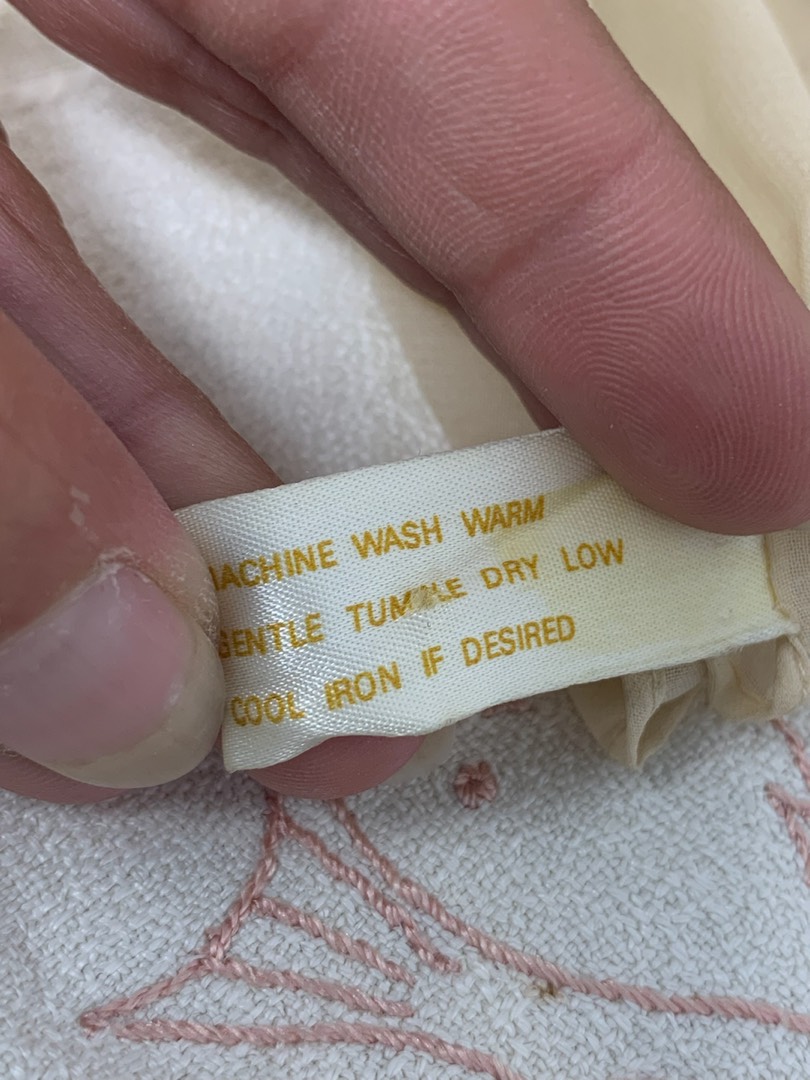 MACHINE WASH WARM
GENTLE TUMBLE DRY LOW
COOL IRON IF DESIRED